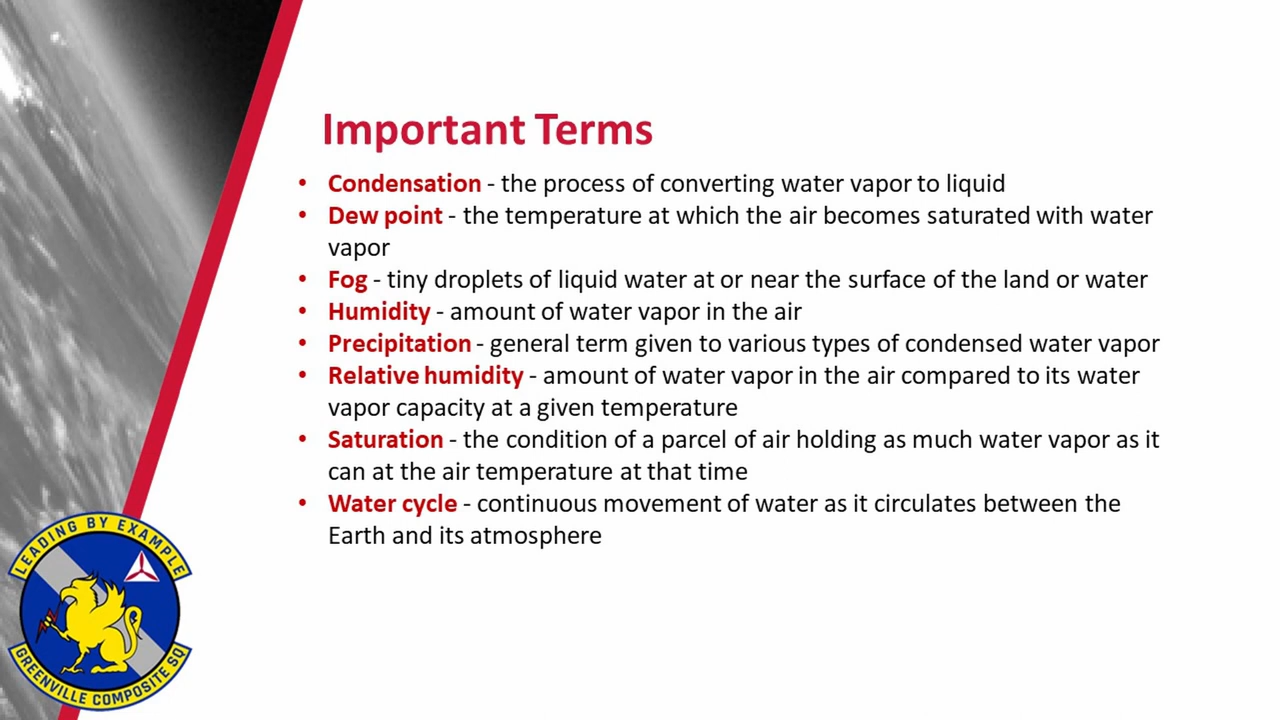 Important Terms
• Condensation - the process of converting water vapor to liquid
• Dew point - the temperature at which the air becomes saturated with water
vapor
• Fog - tiny droplets of liquid water at or near the surface of the land or water
• Humidity - amount of water vapor in the air
• Precipitation - general term given to various types of condensed water vapor
• Relative humidity - amount of water vapor in the air compared to its water
vapor capacity at a given temperature
• Saturation - the condition of a parcel of air holding as much water vapor as it
can at the air temperature at that time
• Water cycle - continuous movement of water as it circulates between the
Earth and its atmosphere
LEADING BY EXAMPLE
GREENVILLE COMPOSITE SQ